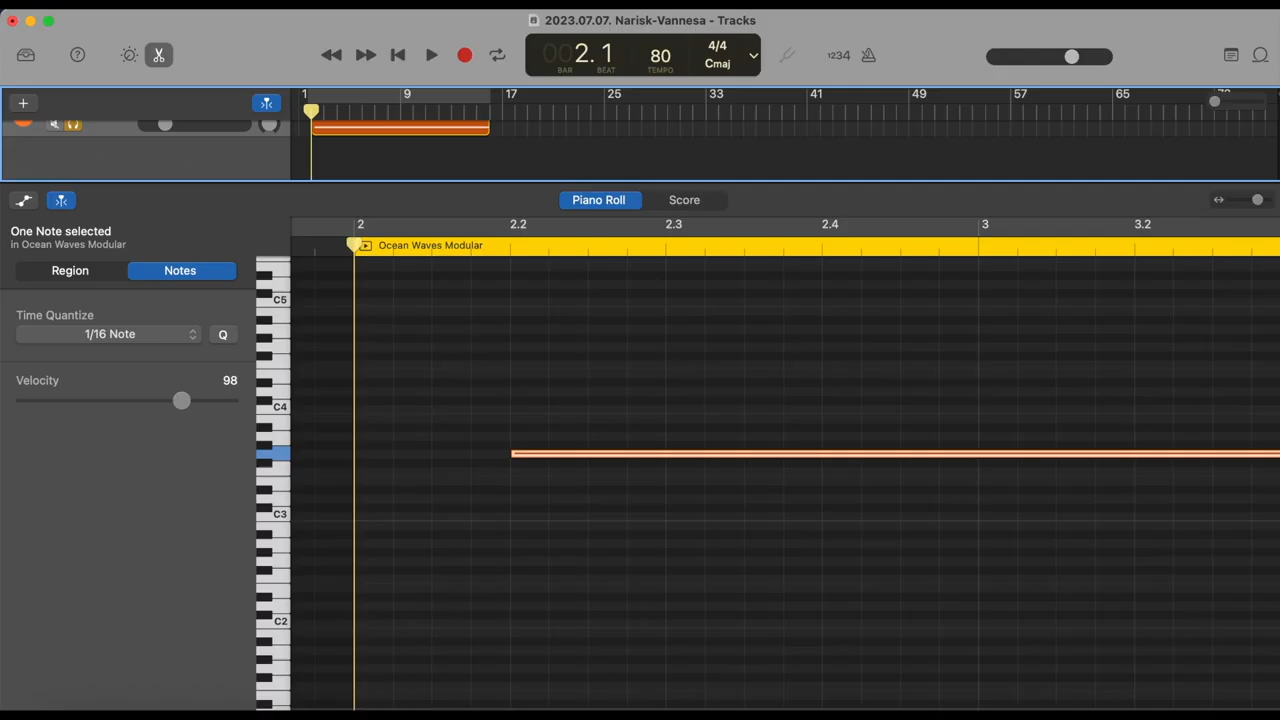 2023.07.07. Narisk-Vannesa - Tracks
002. 1
BAR BEAT
80
TEMPO
4/4
Cmaj
1234
1 9 17 25 33 41 49 57 65
Piano Roll Score
One Note selected
in Ocean Waves Modular
Region Notes
Time Quantize
1/16 Note Q
Velocity 98
2 2.2 2.3 2.4 3 3.2
Ocean Waves Modular
C5
C4
C3
C2